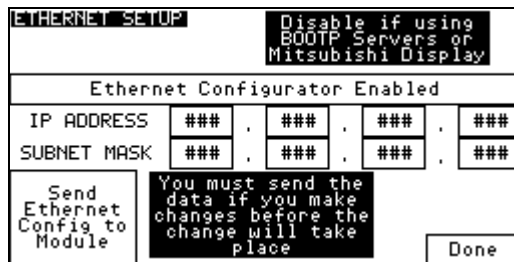 ETHERNET SETUP
Disable if using
BOOTP Servers or
Mitsubishi Display
Ethernet Configurator Enabled
IP ADDRESS ### . ### . ### . ###
SUBNET MASK ### . ### . ### . ###
Send
Ethernet
Config to
Module
You must send the
data if you make
changes before the
change will take
place
Done